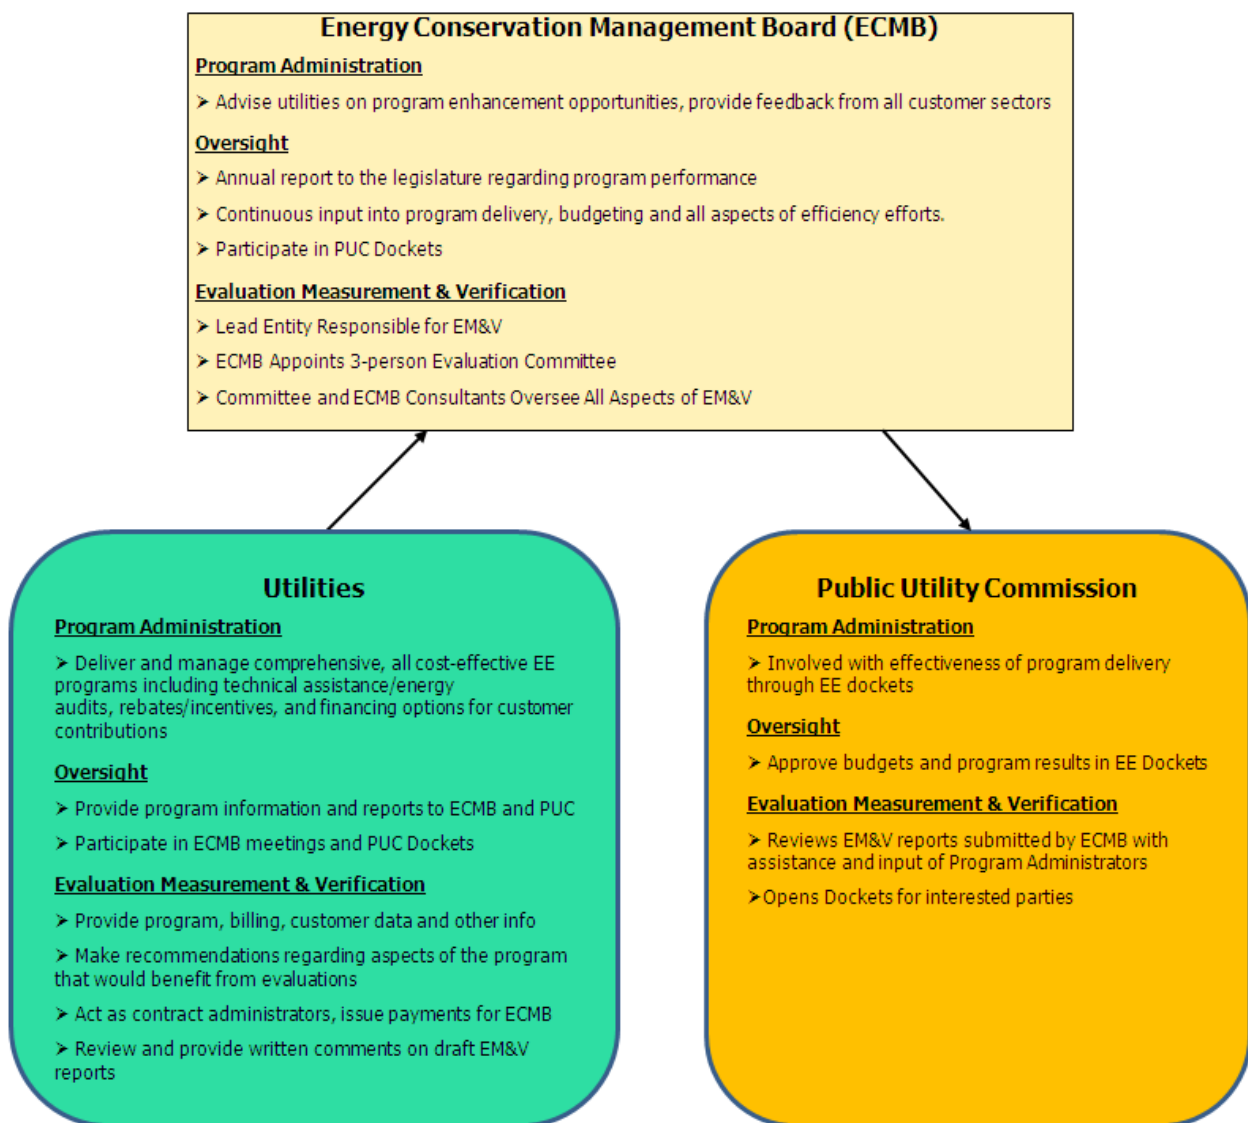 Energy Conservation Management Board (ECMB)
Program Administration
➢ Advise utilities on program enhancement opportunities, provide feedback from all customer sectors
Oversight
➢ Annual report to the legislature regarding program performance
➢ Continuous input into program delivery, budgeting and all aspects of efficiency efforts.
➢ Participate in PUC Dockets
Evaluation Measurement & Verification
➢ Lead Entity Responsible for EM&V
➢ ECMB Appoints 3-person Evaluation Committee
➢ Committee and ECMB Consultants Oversee All Aspects of EM&V
Utilities
Program Administration
➢ Deliver and manage comprehensive, all cost-effective EE
programs including technical assistance/energy
audits, rebates/incentives, and financing options for customer
contributions
Oversight
➢ Provide program information and reports to ECMB and PUC
➢ Participate in ECMB meetings and PUC Dockets
Evaluation Measurement & Verification
➢ Provide program, billing, customer data and other info
➢ Make recommendations regarding aspects of the program
that would benefit from evaluations
➢ Act as contract administrators, issue payments for ECMB
➢ Review and provide written comments on draft EM&V
reports
Public Utility Commission
Program Administration
➢ Involved with effectiveness of program delivery
through EE dockets
Oversight
➢ Approve budgets and program results in EE Dockets
Evaluation Measurement & Verification
➢ Reviews EM&V reports submitted by ECMB with
assistance and input of Program Administrators
➢Opens Dockets for interested parties